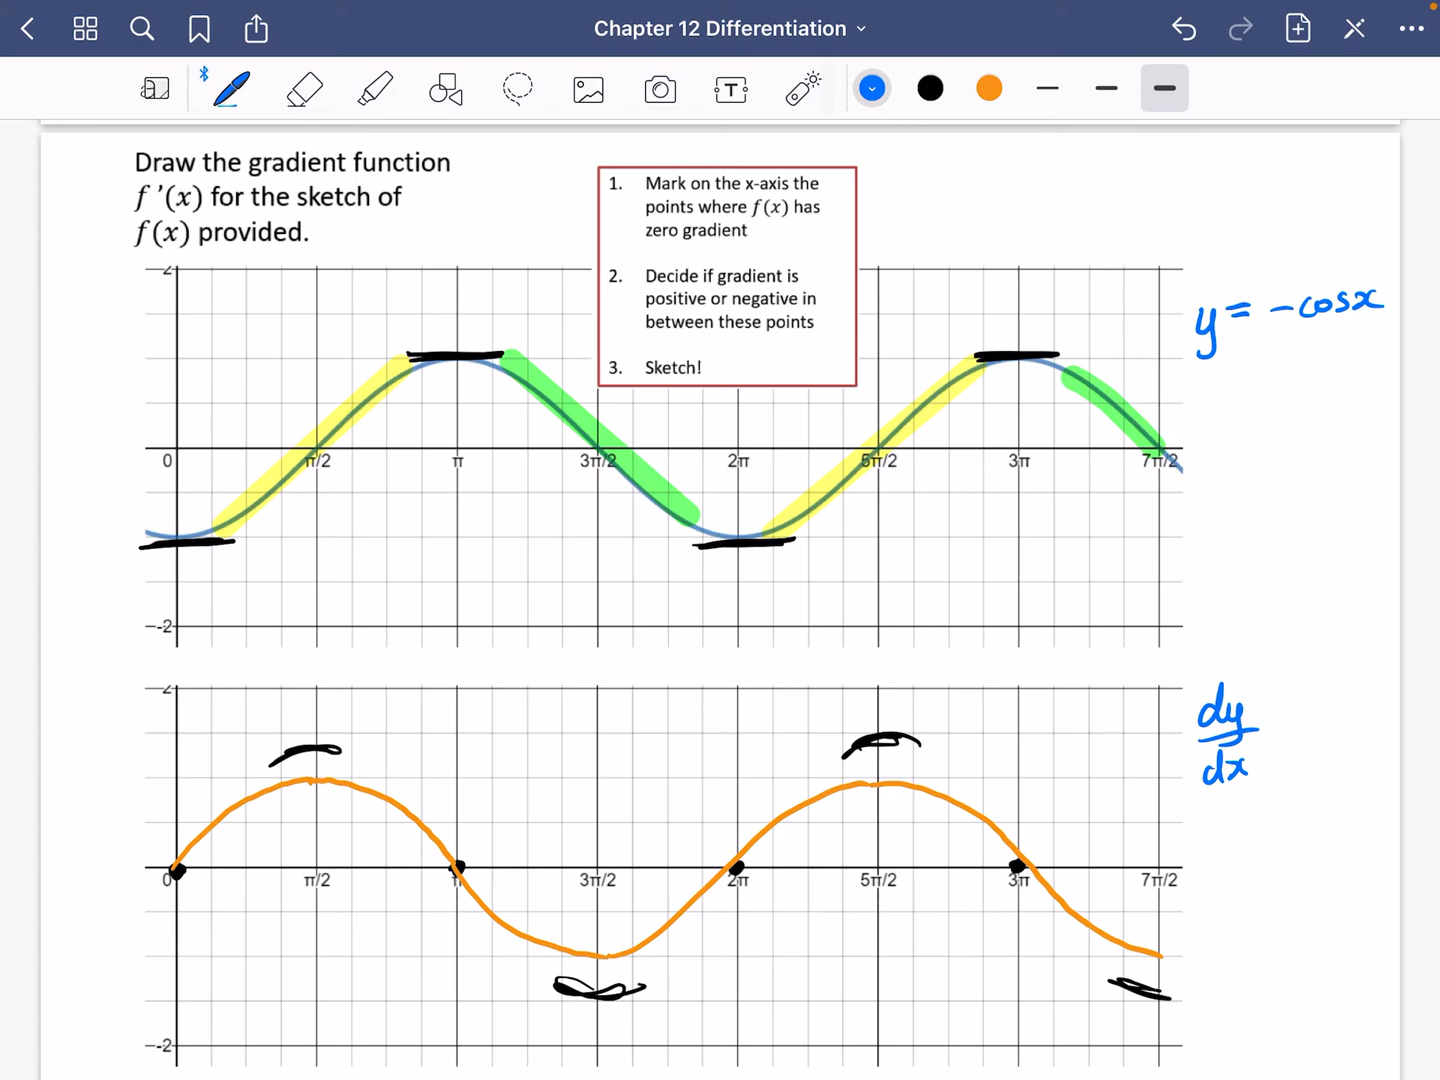 Chapter 12 Differentiation
Draw the gradient function
f '(x) for the sketch of
f(x) provided.
1. Mark on the x-axis the
points where f(x) has
zero gradient
2. Decide if gradient is
positive or negative in
between these points
3. Sketch!
y = -cosx
2
0 π/2 π 3π/2 2π 5π/2 3π 7π/2
-2
dy
dx
2
0 π/2 π 3π/2 2π 5π/2 3π 7π/2
-2